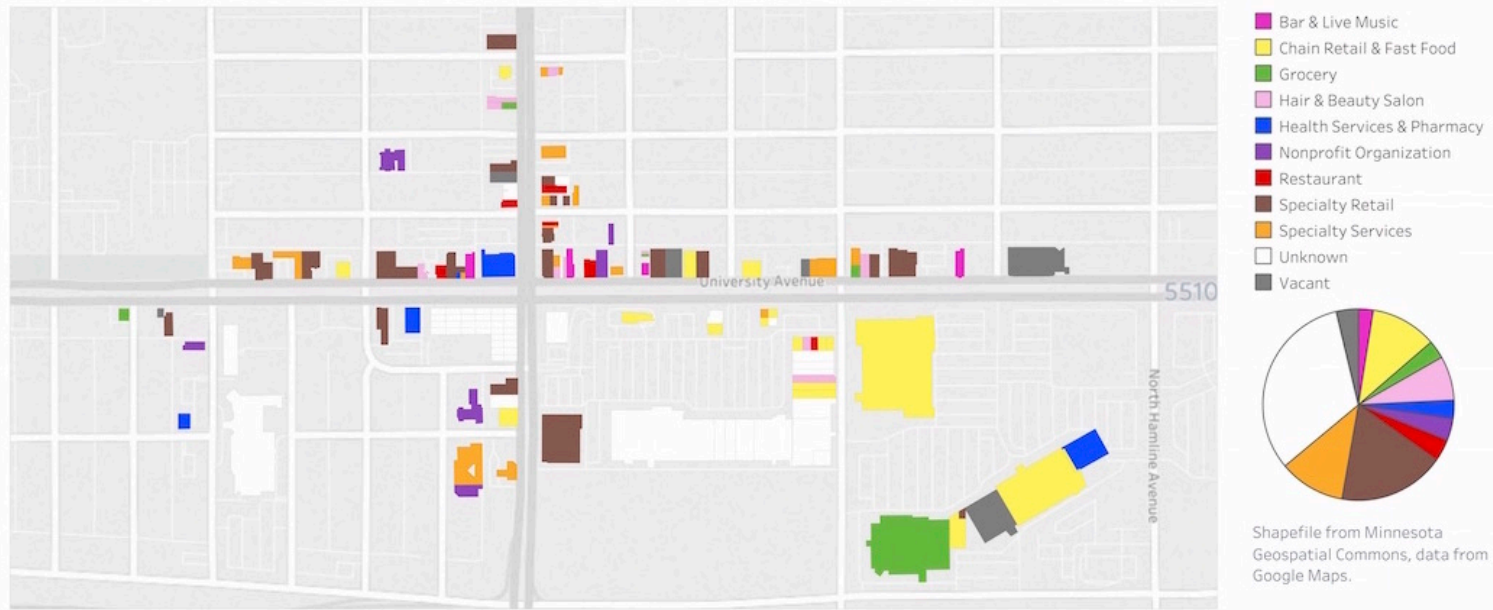 Bar & Live Music
Chain Retail & Fast Food
Grocery
Hair & Beauty Salon
Health Services & Pharmacy
Nonprofit Organization
Restaurant
Specialty Retail
Specialty Services
Unknown
Vacant
University Avenue
5510
North Hamline Avenue
Shapefile from Minnesota
Geospatial Commons, data from
Google Maps.